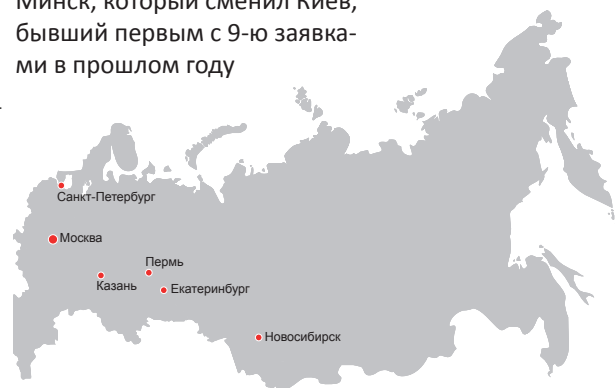 Минск, который сменил Киев,
бывший первым с 9-ю заявка-
ми в прошлом году
Санкт-Петербург
Москва
Пермь
Казань
Екатеринбург
Новосибирск